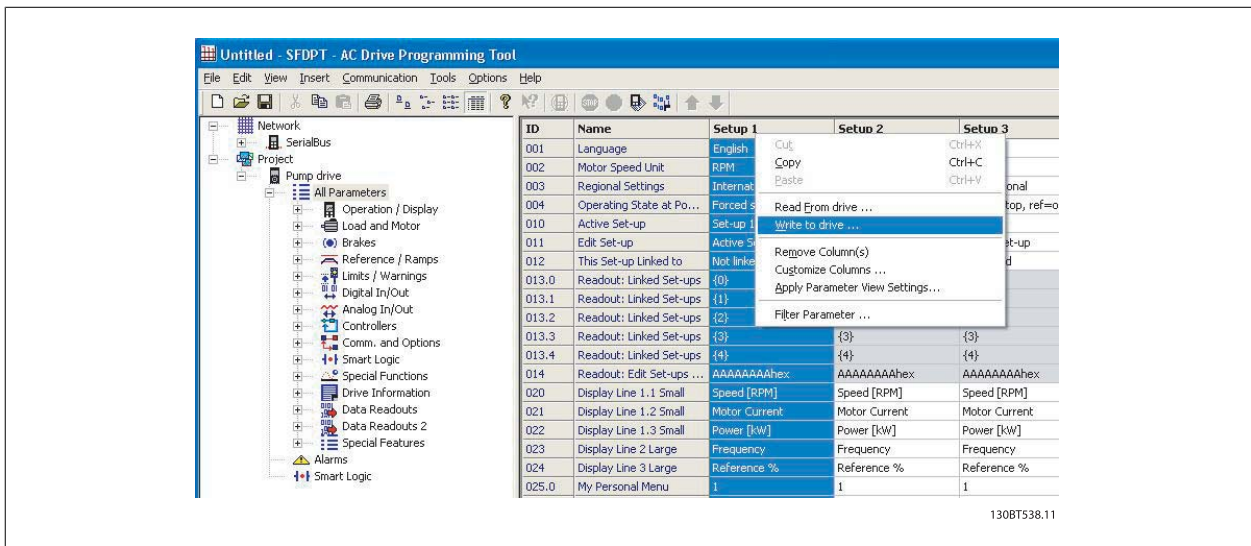 Untitled - SFDPT - AC Drive Programming Tool
File Edit View Insert Communication Tools Options Help
Network
SerialBus
Project
Pump drive
All Parameters
Operation / Display
Load and Motor
Brakes
Reference / Ramps
Limits / Warnings
Digital In/Out
Analog In/Out
Controllers
Comm. and Options
Smart Logic
Special Functions
Drive Information
Data Readouts
Data Readouts 2
Special Features
Alarms
Smart Logic
ID Name Setup 1 Setup 2 Setup 3
001 Language English
002 Motor Speed Unit RPM
003 Regional Settings Internat onal
004 Operating State at Po... Forced s top, ref=o
010 Active Set-up Set-up 1
011 Edit Set-up Active S et-up
012 This Set-up Linked to Not linke d
013.0 Readout: Linked Set-ups {0}
013.1 Readout: Linked Set-ups {1}
013.2 Readout: Linked Set-ups {2}
013.3 Readout: Linked Set-ups {3} {3} {3}
013.4 Readout: Linked Set-ups {4} {4} {4}
014 Readout: Edit Set-ups ... AAAAAAAAhex AAAAAAAAhex AAAAAAAAhex
020 Display Line 1.1 Small Speed [RPM] Speed [RPM] Speed [RPM]
021 Display Line 1.2 Small Motor Current Motor Current Motor Current
022 Display Line 1.3 Small Power [kW] Power [kW] Power [kW]
023 Display Line 2 Large Frequency Frequency Frequency
024 Display Line 3 Large Reference % Reference % Reference %
025.0 My Personal Menu 1 1 1
Cut Ctrl+X
Copy Ctrl+C
Paste Ctrl+V
Read From drive ...
Write to drive ...
Remove Column(s)
Customize Columns ...
Apply Parameter View Settings...
Filter Parameter ...
130BT538.11